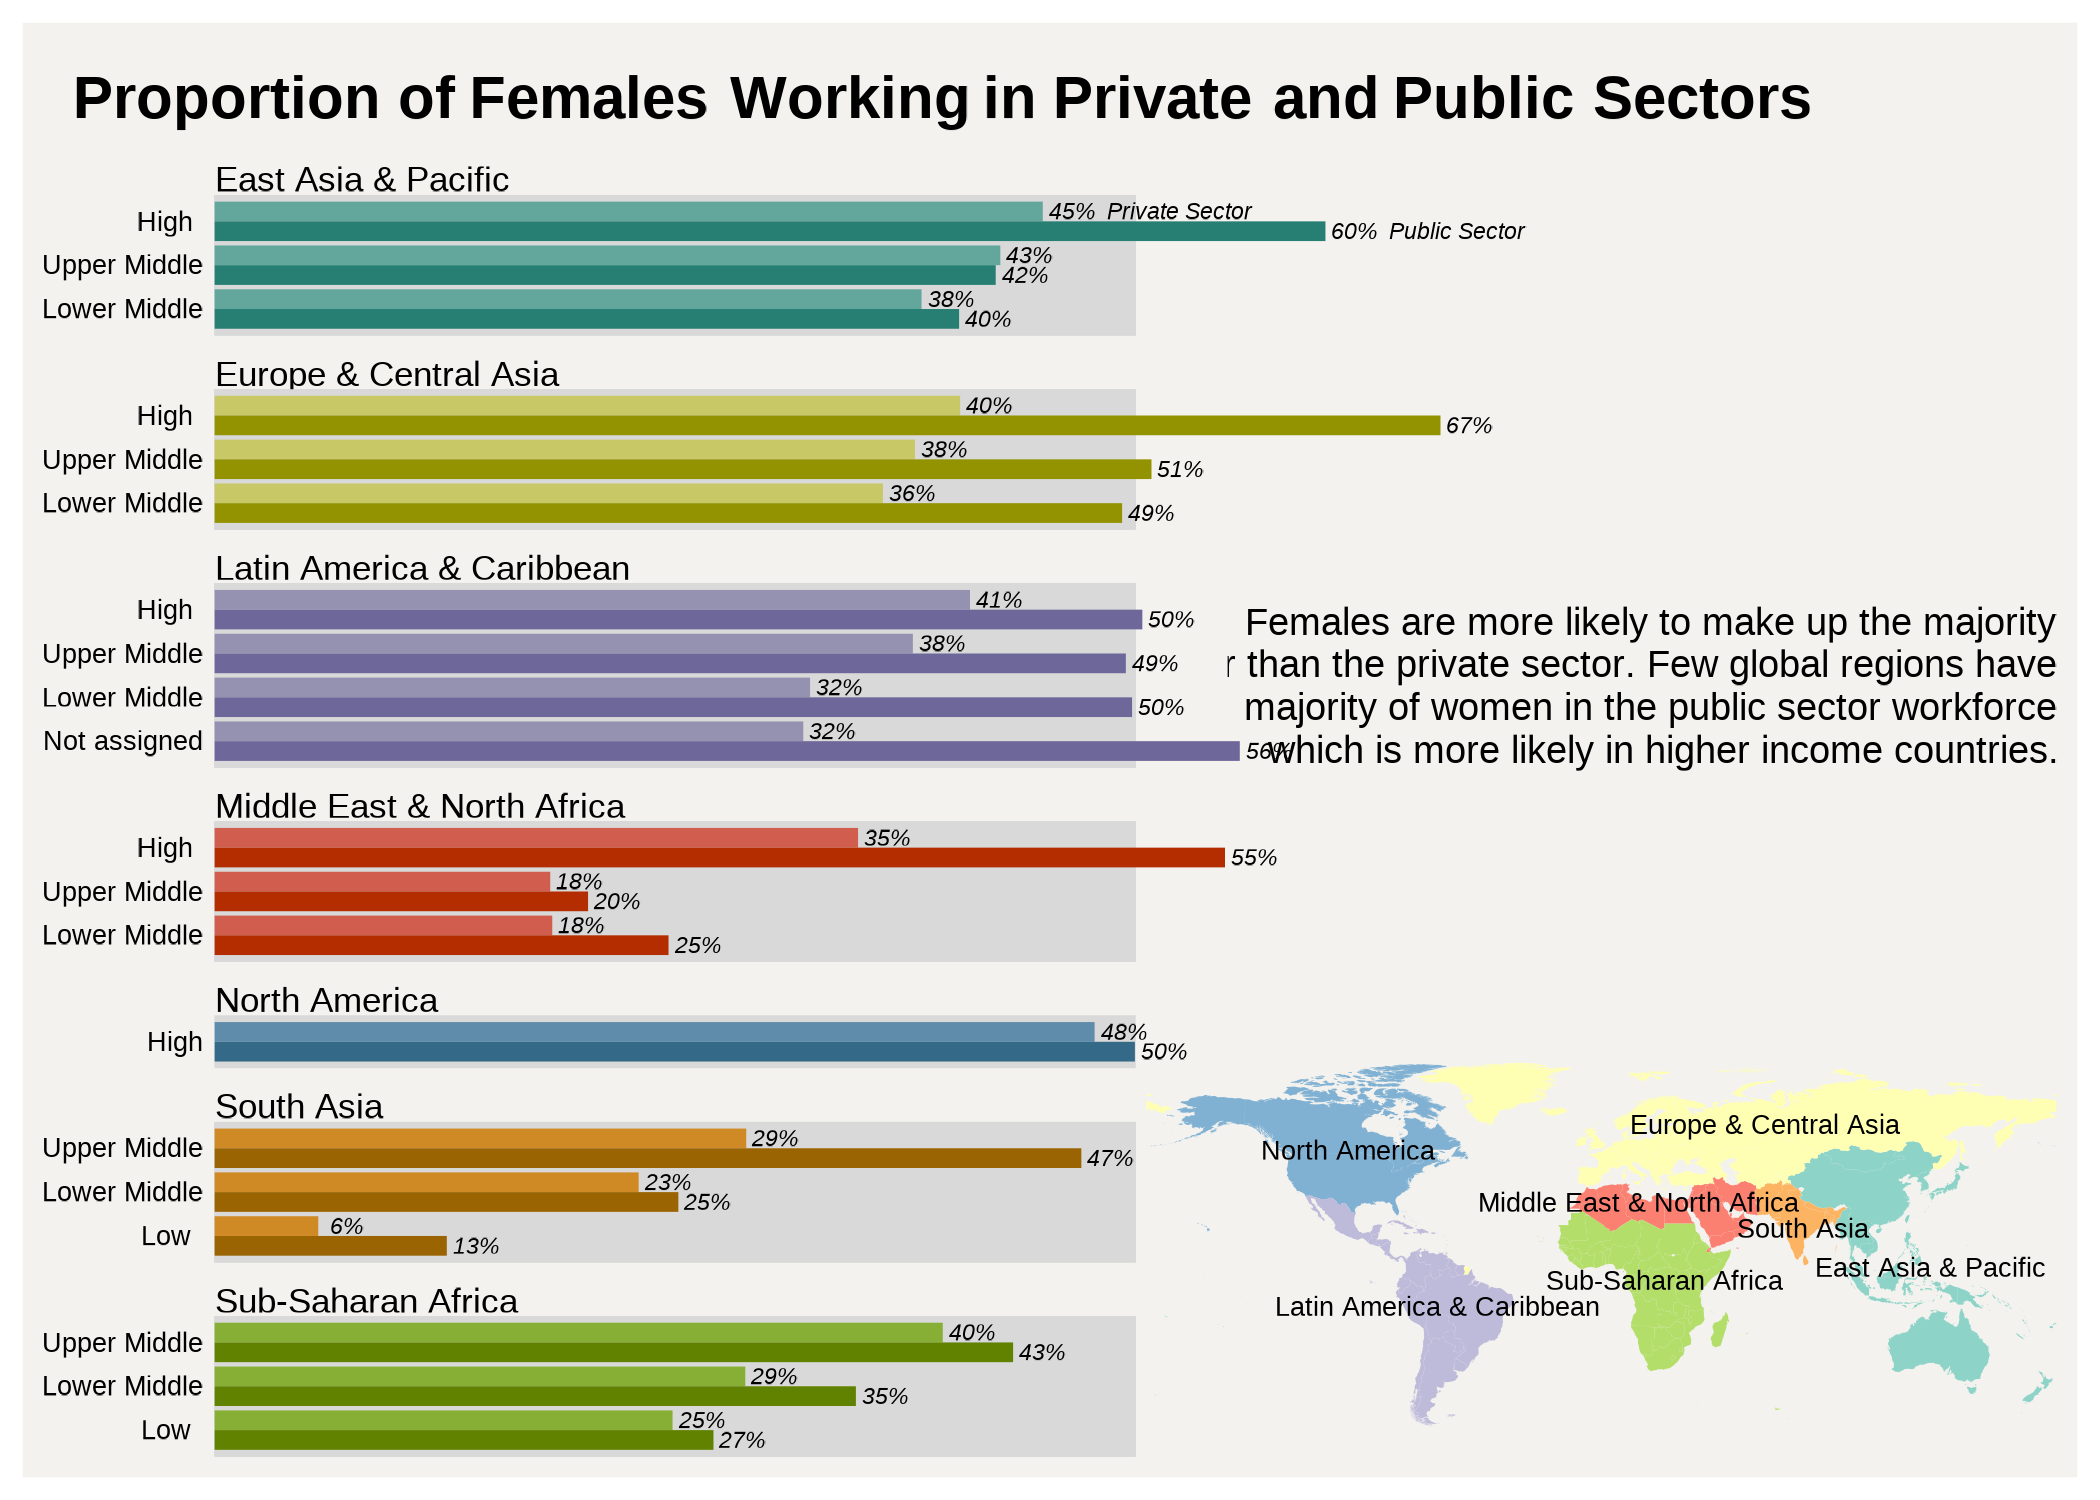 Proportion of Females Working in Private and Public Sectors
East Asia & Pacific
High
45% Private Sector
60% Public Sector
Upper Middle
43%
42%
Lower Middle
38%
40%
Europe & Central Asia
High
40%
67%
Upper Middle
38%
51%
Lower Middle
36%
49%
Latin America & Caribbean
High
41%
50%
Upper Middle
38%
49%
Lower Middle
32%
50%
Not assigned
32%
56%
Females are more likely to make up the majority
r than the private sector. Few global regions have
majority of women in the public sector workforce
which is more likely in higher income countries.
Middle East & North Africa
High
35%
55%
Upper Middle
18%
20%
Lower Middle
18%
25%
North America
High
48%
50%
South Asia
Upper Middle
29%
47%
Lower Middle
23%
25%
Low
6%
13%
Sub-Saharan Africa
Upper Middle
40%
43%
Lower Middle
29%
35%
Low
25%
27%
Europe & Central Asia
North America
Middle East & North Africa
South Asia
East Asia & Pacific
Sub-Saharan Africa
Latin America & Caribbean